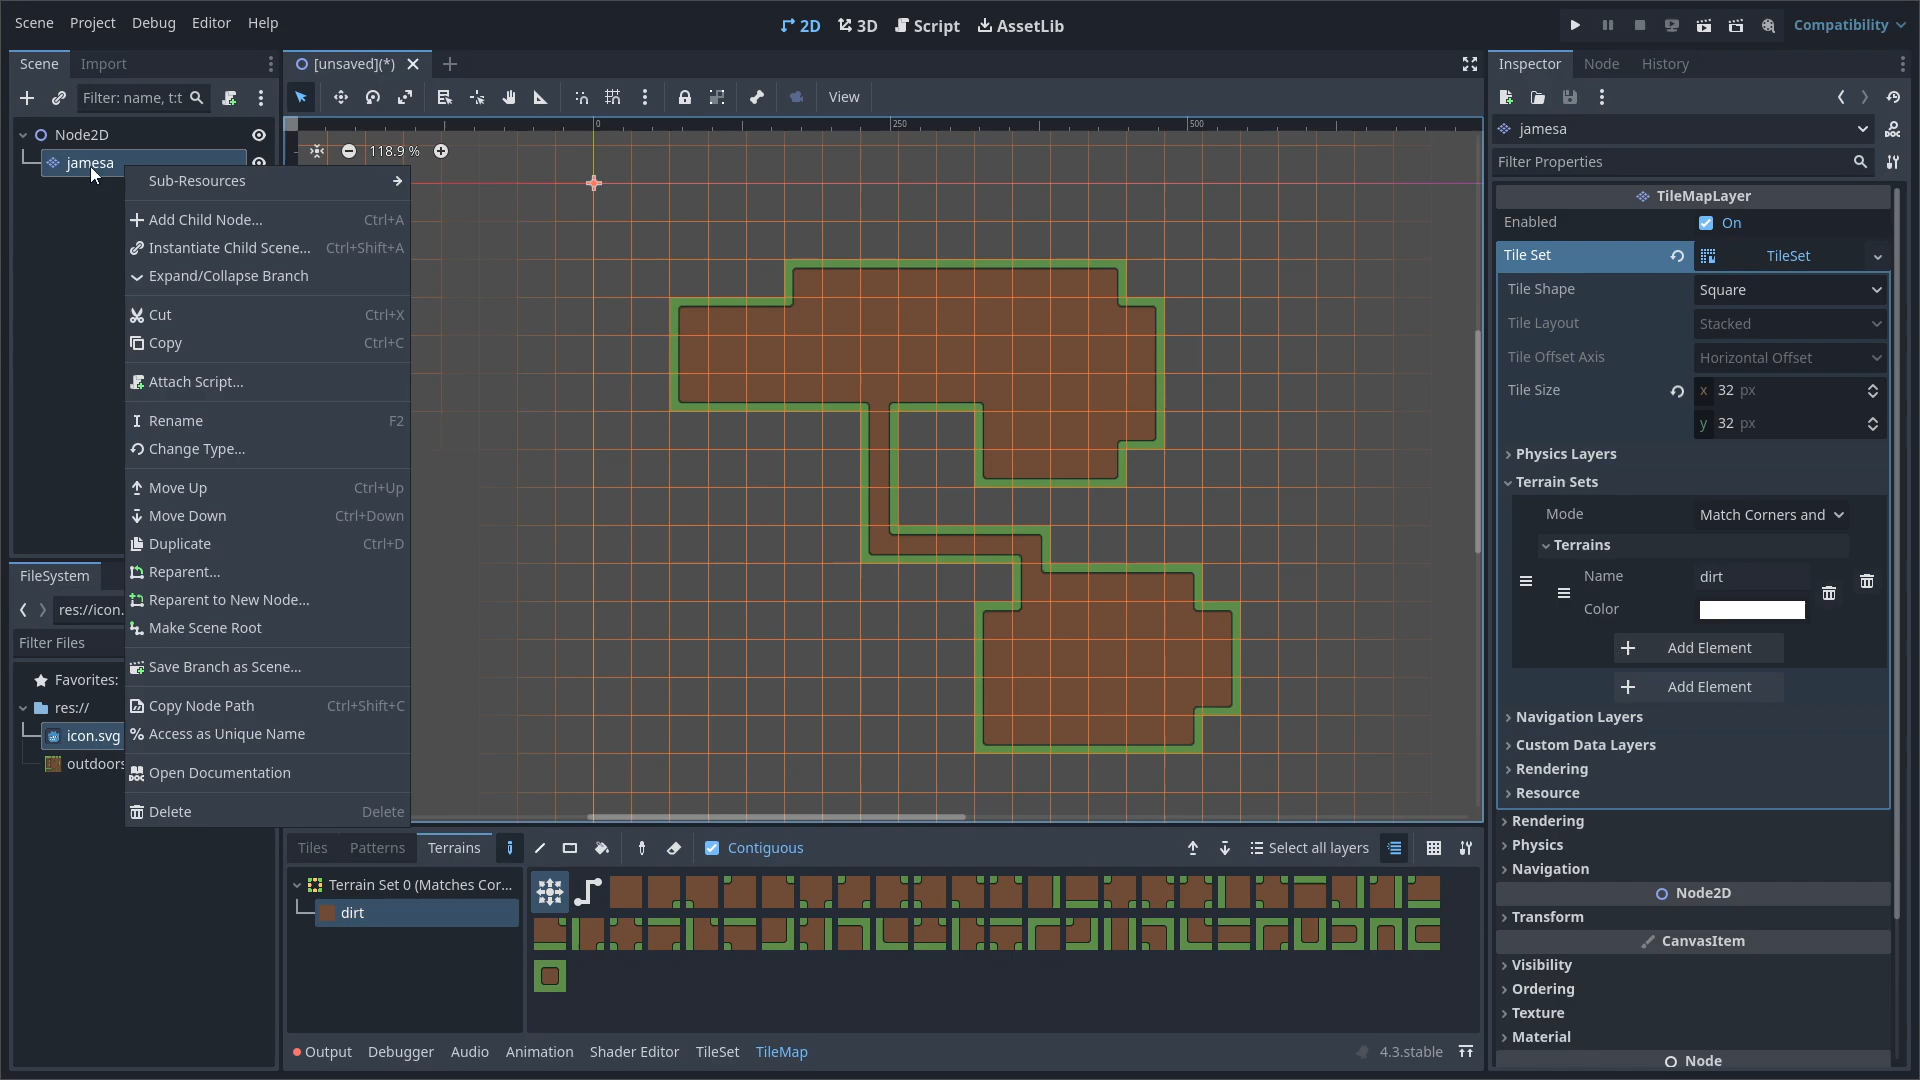 Scene Project Debug Editor Help
2D 3D Script AssetLib
Compatibility
Scene Import
Filter: name, t:t
Node2D
jamesa
Sub-Resources
Add Child Node... Ctrl+A
Instantiate Child Scene... Ctrl+Shift+A
Expand/Collapse Branch
Cut Ctrl+X
Copy Ctrl+C
Attach Script...
Rename F2
Change Type...
Move Up Ctrl+Up
Move Down Ctrl+Down
Duplicate Ctrl+D
Reparent...
Reparent to New Node...
Make Scene Root
Save Branch as Scene...
Copy Node Path Ctrl+Shift+C
Access as Unique Name
Open Documentation
Delete Delete
FileSystem
res://icon.
Filter Files
Favorites:
res://
icon.svg
outdoors
[unsaved](*)
View
0 250 500
118.9 %
Tiles Patterns Terrains
Contiguous
Select all layers
Terrain Set 0 (Matches Cor...
dirt
Output Debugger Audio Animation Shader Editor TileSet TileMap
4.3.stable
Inspector Node History
jamesa
Filter Properties
TileMapLayer
Enabled On
Tile Set TileSet
Tile Shape Square
Tile Layout Stacked
Tile Offset Axis Horizontal Offset
Tile Size x 32 px
y 32 px
Physics Layers
Terrain Sets
Mode Match Corners and
Terrains
Name dirt
Color
Add Element
Add Element
Navigation Layers
Custom Data Layers
Rendering
Resource
Rendering
Physics
Navigation
Node2D
Transform
CanvasItem
Visibility
Ordering
Texture
Material
Node